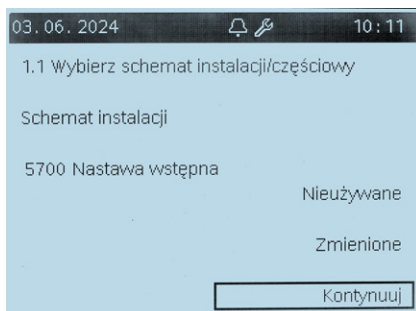 03.06.2024 10:11
1.1 Wybierz schemat instalacji/częściowy
Schemat instalacji
5700 Nastawa wstępna
Nieużywane
Zmienione
Kontynuuj